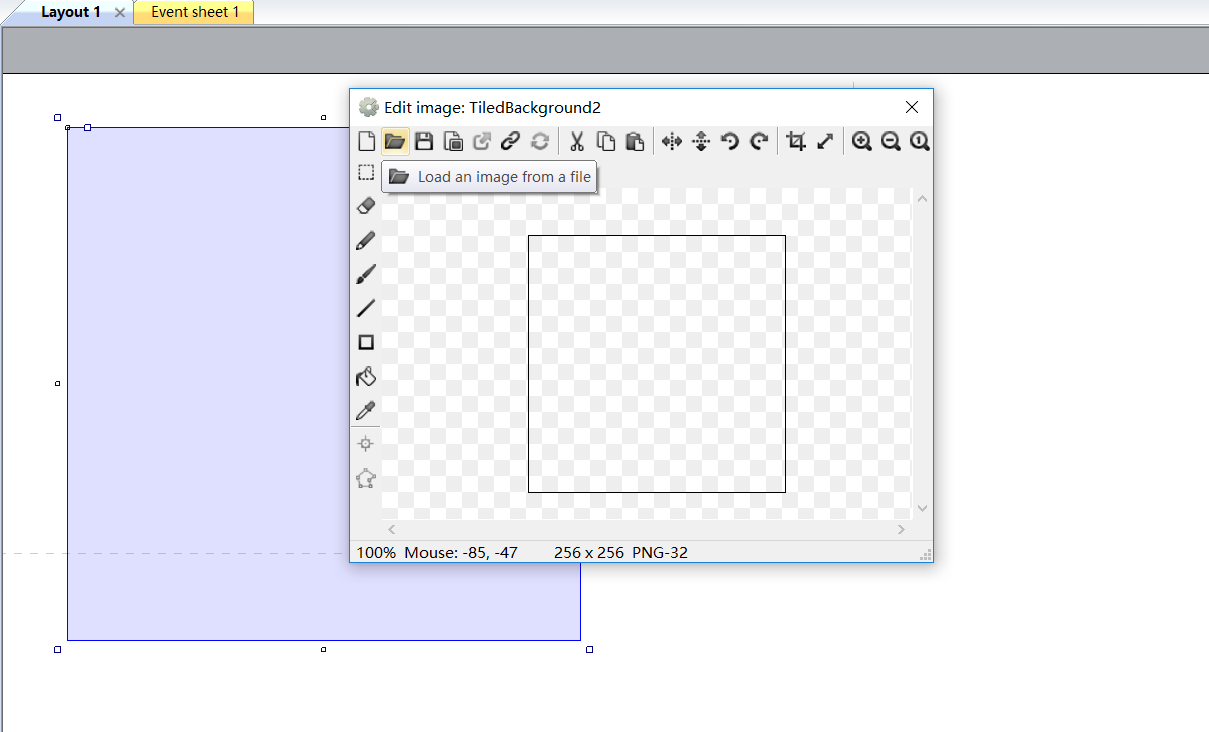 Layout 1
Event sheet 1
Edit image: TiledBackground2
Load an image from a file
100% Mouse: -85, -47 256 x 256 PNG-32